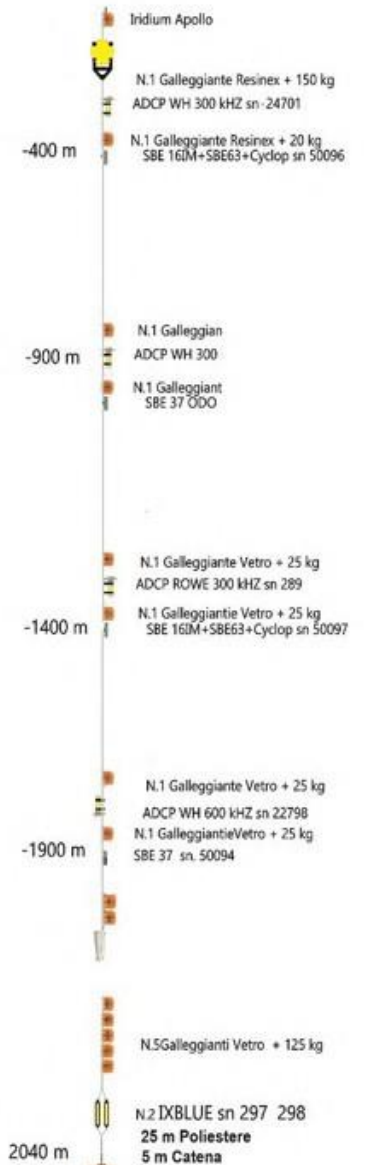 Iridium Apollo
N.1 Galleggiante Resinex + 150 kg
ADCP WH 300 kHZ sn-24701
N.1 Galleggiante Resinex + 20 kg
-400 m
SBE 16IM+SBE63+Cyclop sn 50096
N.1 Galleggian
-900 m
ADCP WH 300
N.1 Galleggiant
SBE 37 ODO
N.1 Galleggiante Vetro + 25 kg
ADCP ROWE 300 kHZ sn 289
N.1 Galleggiantie Vetro + 25 kg
-1400 m
SBE 16IM+SBE63+Cyclop sn 50097
N.1 Galleggiante Vetro + 25 kg
ADCP WH 600 kHZ sn 22798
N.1 GalleggiantieVetro + 25 kg
-1900 m
SBE 37 sn. 50094
N.5Galleggianti Vetro + 125 kg
N.2 IXBLUE sn 297 298
25 m Poliestere
2040 m
5 m Catena